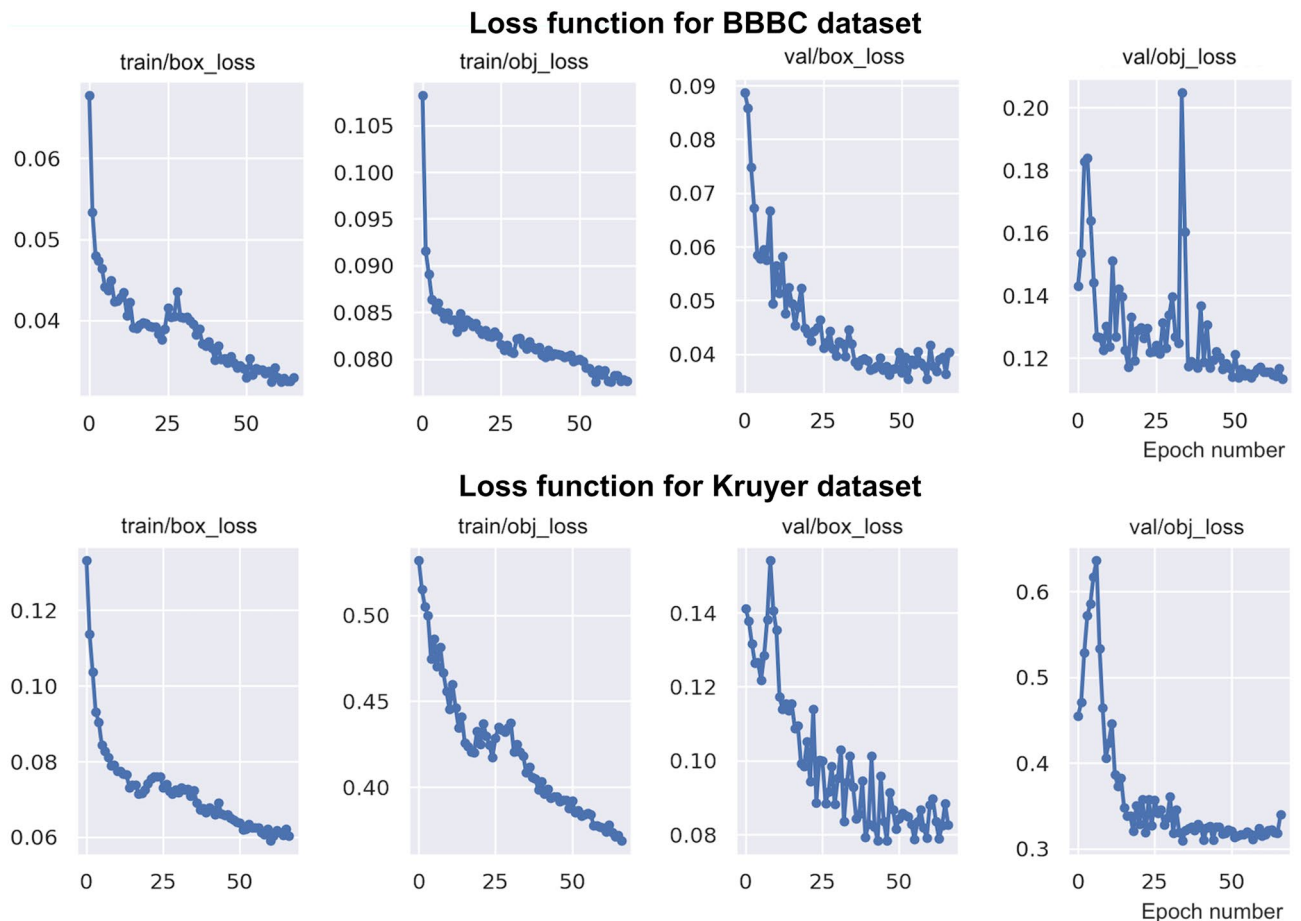 Loss function for BBBC dataset
train/box_loss train/obj_loss val/box_loss val/obj_loss
0.06 0.05 0.04
0 25 50
0.105 0.100 0.095 0.090 0.085 0.080
0 25 50
0.09 0.08 0.07 0.06 0.05 0.04
0 25 50
0.20 0.18 0.16 0.14 0.12
0 25 50
Epoch number
Loss function for Kruyer dataset
train/box_loss train/obj_loss val/box_loss val/obj_loss
0.12 0.10 0.08 0.06
0 25 50
0.50 0.45 0.40
0 25 50
0.14 0.12 0.10 0.08
0 25 50
0.6 0.5 0.4 0.3
0 25 50
Epoch number